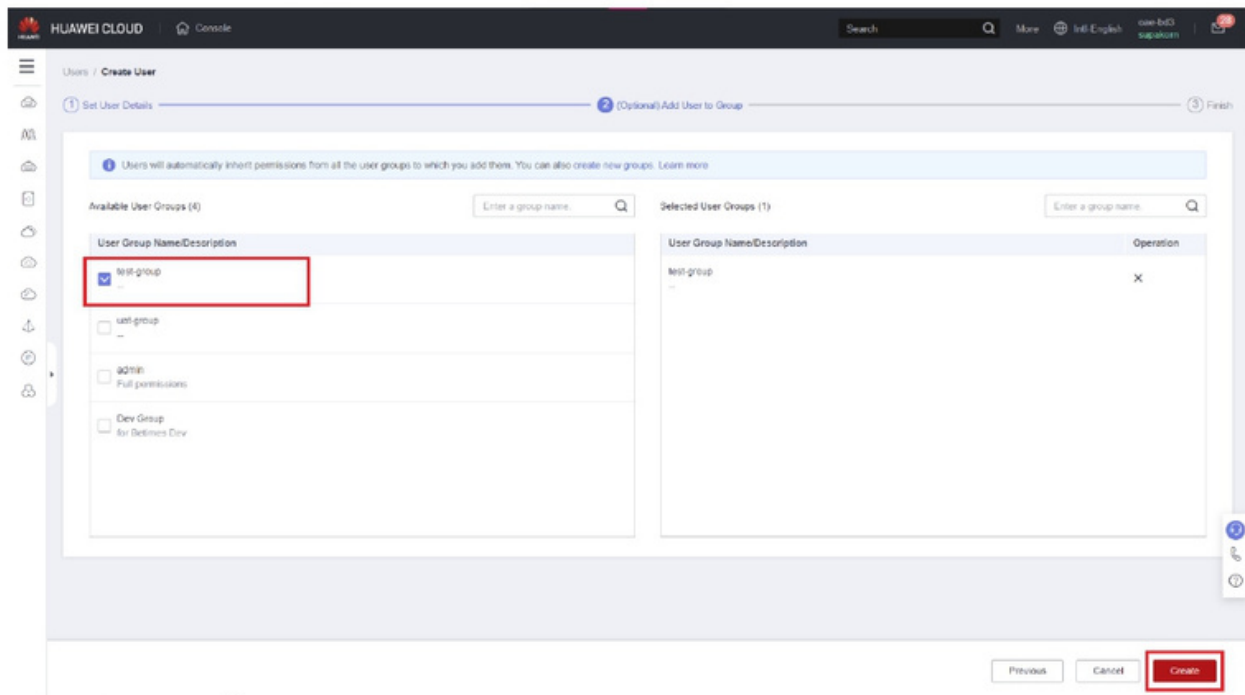 HUAWEI
HUAWEI CLOUD
Console
Search
More
Intl-English
supakorn
28
Users / Create User
1 Set User Details
2 (Optional) Add User to Group
3 Finish
Users will automatically inherit permissions from all the user groups to which you add them. You can also create new groups. Learn more
Available User Groups (4)
Enter a group name.
Selected User Groups (1)
Enter a group name.
User Group Name/Description
User Group Name/Description
Operation
test-group
--
test-group
--
--
admin
Full permissions
Dev Group
for Betimes Dev
Previous
Cancel
Create